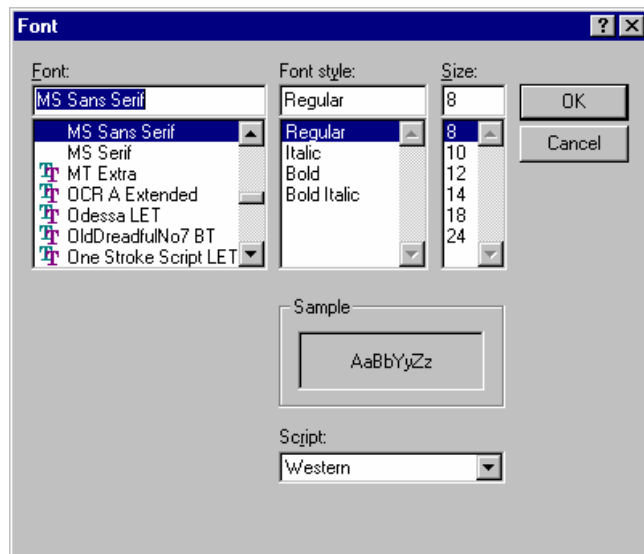 Font
? X
Font: Font style: Size:
MS Sans Serif Regular 8
OK
Cancel
MS Sans Serif
MS Serif
MT Extra
OCR A Extended
Odessa LET
OldDreadfulNo7 BT
One Stroke Script LET
Regular
Italic
Bold
Bold Italic
8
10
12
14
18
24
Sample
AaBbYyZz
Script:
Western